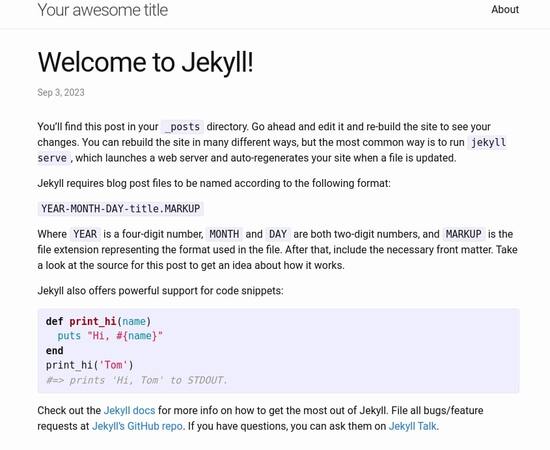 Your awesome title
About
Welcome to Jekyll!
Sep 3, 2023
You’ll find this post in your _posts directory. Go ahead and edit it and re-build the site to see your
changes. You can rebuild the site in many different ways, but the most common way is to run jekyll
serve , which launches a web server and auto-regenerates your site when a file is updated.
Jekyll requires blog post files to be named according to the following format:
YEAR-MONTH-DAY-title.MARKUP
Where YEAR is a four-digit number, MONTH and DAY are both two-digit numbers, and MARKUP is the
file extension representing the format used in the file. After that, include the necessary front matter. Take
a look at the source for this post to get an idea about how it works.
Jekyll also offers powerful support for code snippets:
def print_hi(name)
  puts "Hi, #{name}"
end
print_hi('Tom')
#=> prints 'Hi, Tom' to STDOUT.
Check out the Jekyll docs for more info on how to get the most out of Jekyll. File all bugs/feature
requests at Jekyll’s GitHub repo. If you have questions, you can ask them on Jekyll Talk.